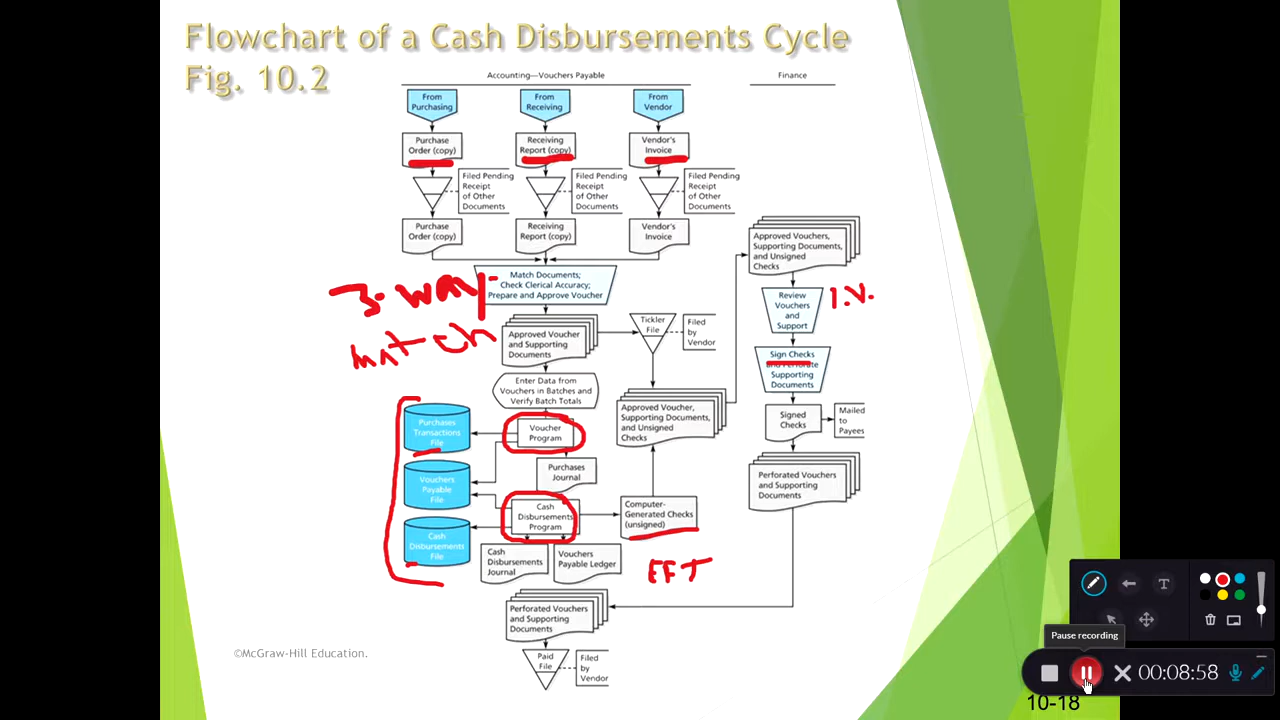 Flowchart of a Cash Disbursements Cycle
Fig. 10.2
Accounting—Vouchers Payable
Finance
From
Purchasing
From
Receiving
From
Vendor
Purchase
Order (copy)
Receiving
Report (copy)
Vendor's
Invoice
Filed Pending
Receipt
of Other
Documents
Filed Pending
Receipt
of Other
Documents
Filed Pending
Receipt
of Other
Documents
Purchase
Order (copy)
Receiving
Report (copy)
Vendor's
Invoice
Match Documents;
Check Clerical Accuracy;
Prepare and Approve Voucher
3-way
match
Approved Voucher
and Supporting
Documents
Tickler
File
Filed
by
Vendor
Enter Data from
Vouchers in Batches and
Verify Batch Totals
Approved Voucher,
Supporting Documents,
and Unsigned
Checks
Purchases
Transactions
File
Voucher
Program
Purchases
Journal
Vouchers
Payable
File
Cash
Disbursements
Program
Computer-
Generated Checks
(unsigned)
Cash
Disbursements
File
Cash
Disbursements
Journal
Vouchers
Payable Ledger
EFT
Approved Vouchers,
Supporting Documents,
and Unsigned
Checks
Review
Vouchers
and
Support
I.V.
Sign Checks
and Perforate
Supporting
Documents
Signed
Checks
Mailed
to
Payees
Perforated Vouchers
and Supporting
Documents
Perforated Vouchers
and Supporting
Documents
Paid
File
Filed
by
Vendor
©McGraw-Hill Education.
T
Pause recording
00:08:58
10-18